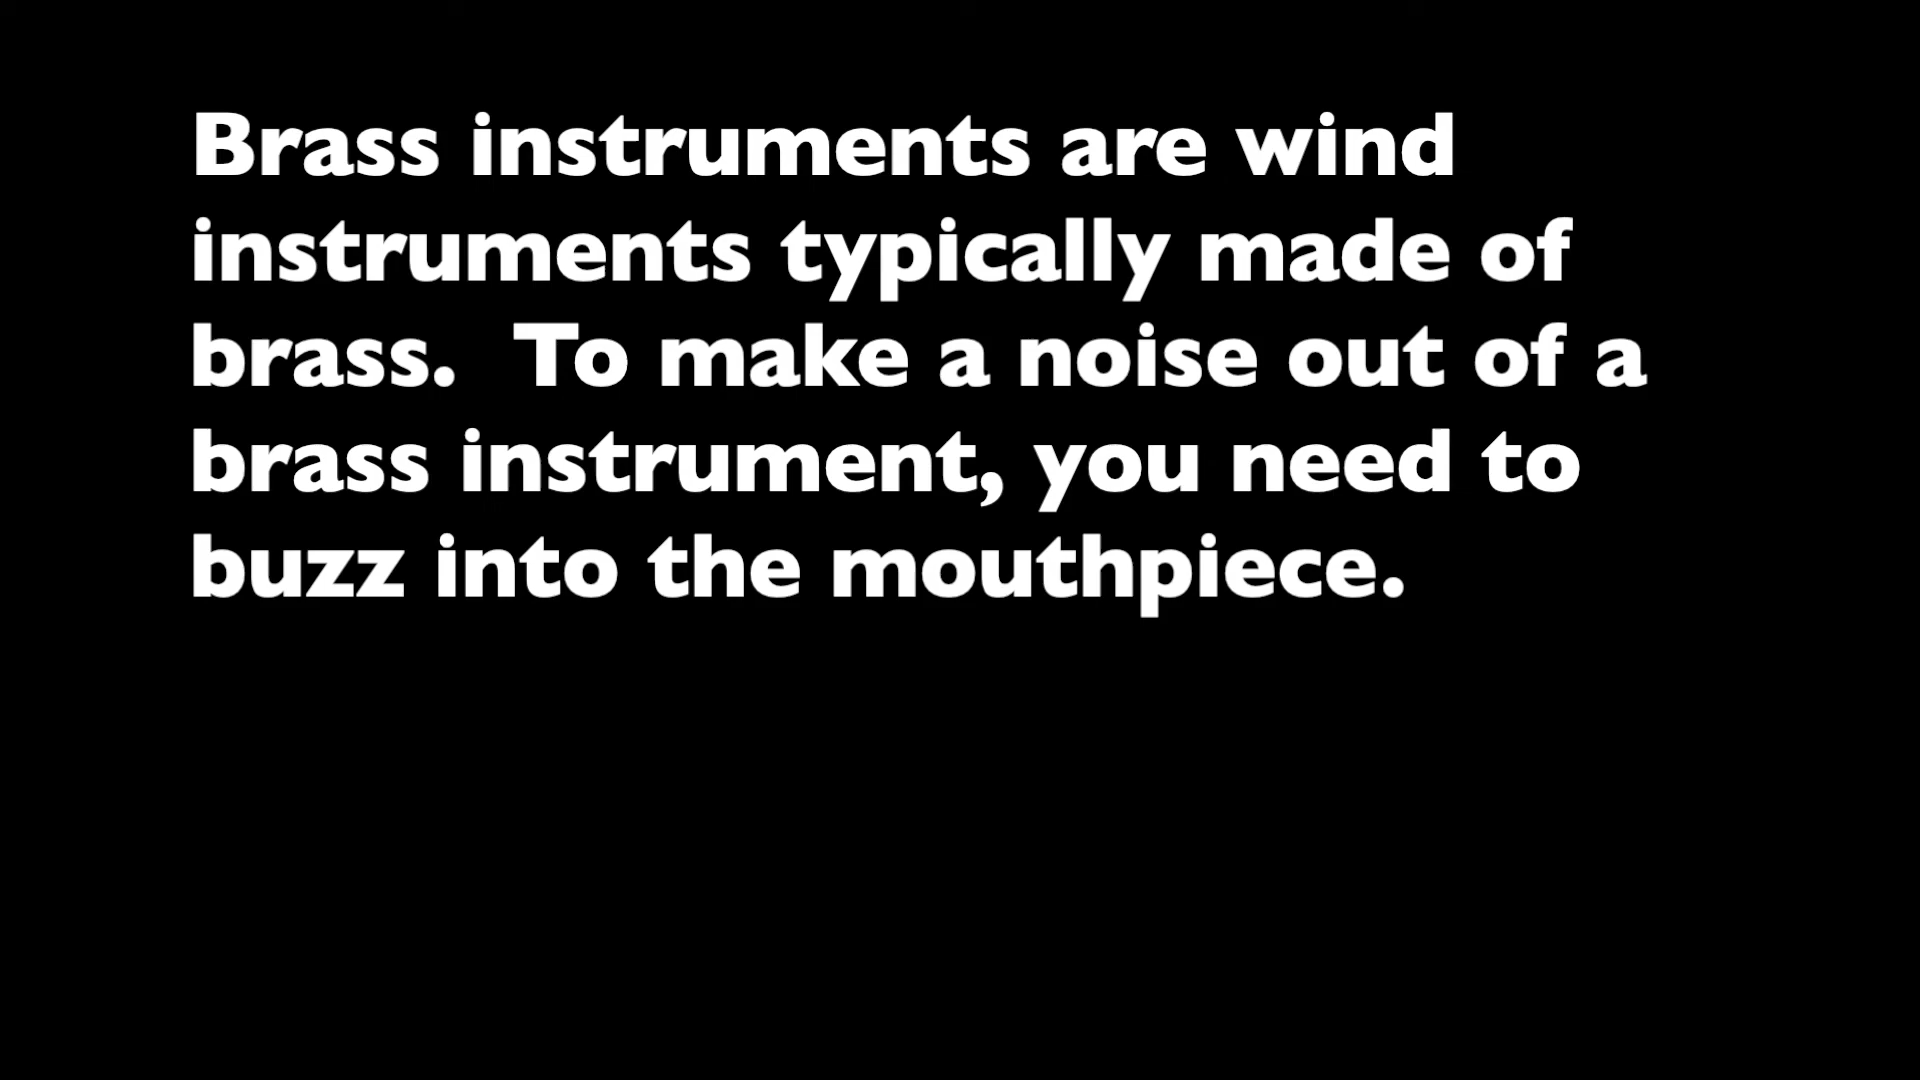 Brass instruments are wind
instruments typically made of
brass.  To make a noise out of a
brass instrument, you need to
buzz into the mouthpiece.